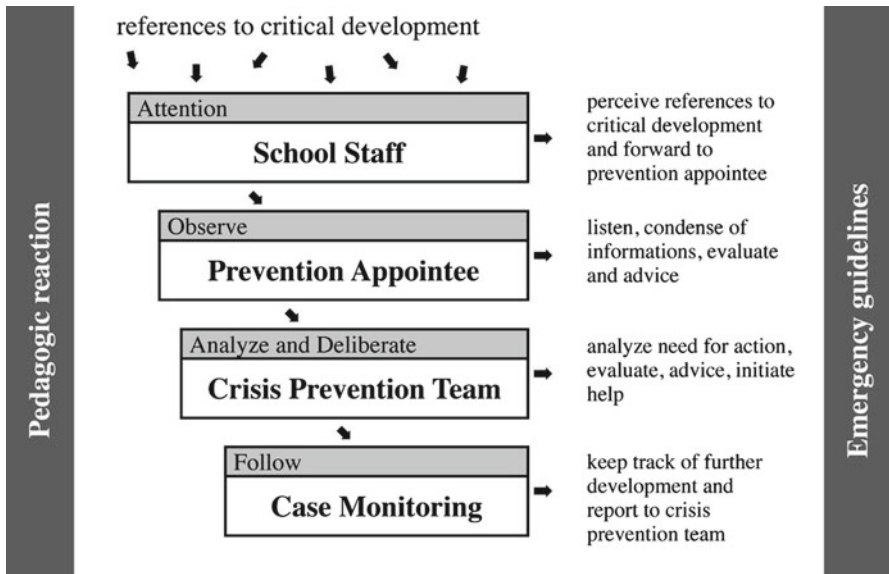 references to critical development
Pedagogic reaction
Attention
School Staff
perceive references to
critical development
and forward to
prevention appointee
Observe
Prevention Appointee
listen, condense of
informations, evaluate
and advice
Analyze and Deliberate
Crisis Prevention Team
analyze need for action,
evaluate, advice, initiate
help
Follow
Case Monitoring
keep track of further
development and
report to crisis
prevention team
Emergency guidelines